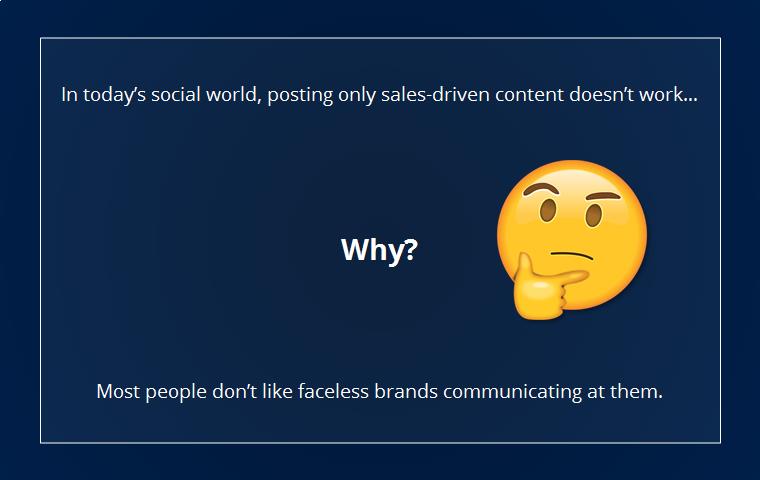 In today’s social world, posting only sales-driven content doesn’t work...
Why?
Most people don’t like faceless brands communicating at them.